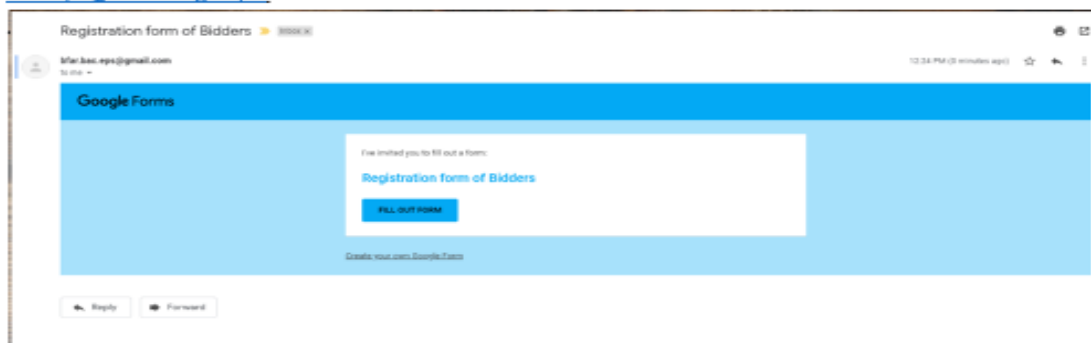 Registration form of Bidders Inbox x
bfar.bac.eps@gmail.com
to me
12:34 PM (0 minutes ago)
Google Forms
I've invited you to fill out a form:
Registration form of Bidders
FILL OUT FORM
Create your own Google Form
Reply Forward